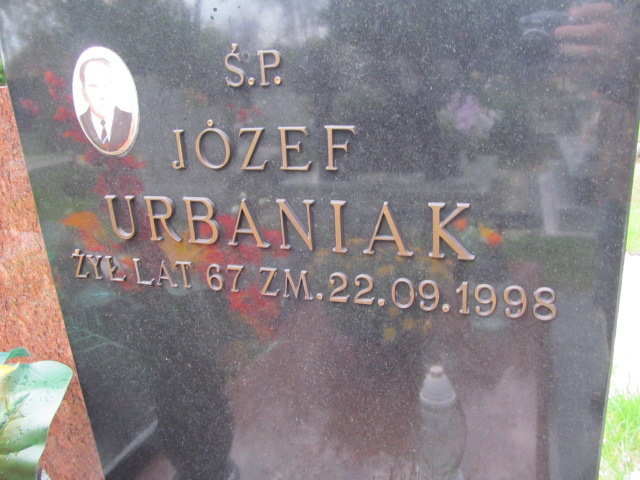 Ś.P.
JÓZEF
URBANIAK
ŻYŁ LAT 67 ZM. 22.09.1998